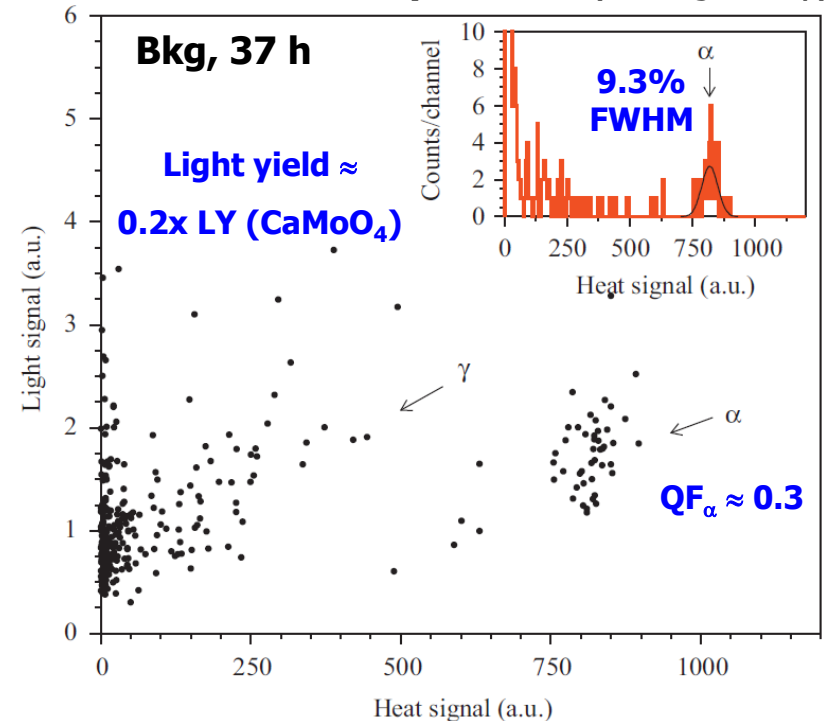 Bkg, 37 h
Light yield ≈
0.2x LY (CaMoO₄)
Light signal (a.u.)
6
5
4
3
2
1
0
0
250
500
750
1000
Heat signal (a.u.)
γ
α
QFα ≈ 0.3
Counts/channel
10
8
6
4
2
0
α
9.3%
FWHM
0
250
500
750
1000
Heat signal (a.u.)